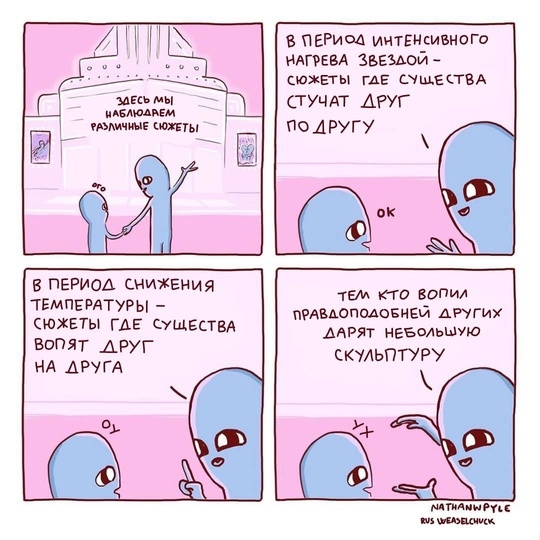 ЗДЕСЬ МЫ
НАБЛЮДАЕМ
РАЗЛИЧНЫЕ СЮЖЕТЫ
ОГО
В ПЕРИОД ИНТЕНСИВНОГО
НАГРЕВА ЗВЕЗДОЙ –
СЮЖЕТЫ ГДЕ СУЩЕСТВА
СТУЧАТ ДРУГ
ПО ДРУГУ
ОК
В ПЕРИОД СНИЖЕНИЯ
ТЕМПЕРАТУРЫ –
СЮЖЕТЫ ГДЕ СУЩЕСТВА
ВОПЯТ ДРУГ
НА ДРУГА
ТЕМ КТО ВОПИЛ
ПРАВДОПОДОБНЕЙ ДРУГИХ
ДАРЯТ НЕБОЛЬШУЮ
СКУЛЬПТУРУ
NATHANWPYLE
RUS WEASELCHUCK